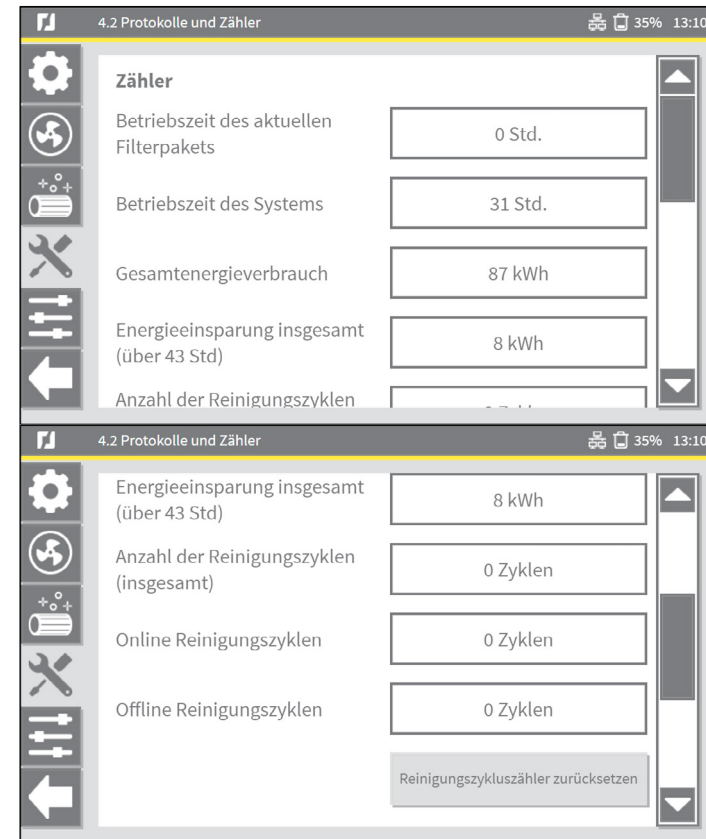 4.2 Protokolle und Zähler 35% 13:10
Zähler
Betriebszeit des aktuellen
Filterpakets
0 Std.
Betriebszeit des Systems
31 Std.
Gesamtenergieverbrauch
87 kWh
Energieeinsparung insgesamt
(über 43 Std)
8 kWh
Anzahl der Reinigungszyklen
4.2 Protokolle und Zähler 35% 13:10
Energieeinsparung insgesamt
(über 43 Std)
8 kWh
Anzahl der Reinigungszyklen
(insgesamt)
0 Zyklen
Online Reinigungszyklen
0 Zyklen
Offline Reinigungszyklen
0 Zyklen
Reinigungszykluszähler zurücksetzen